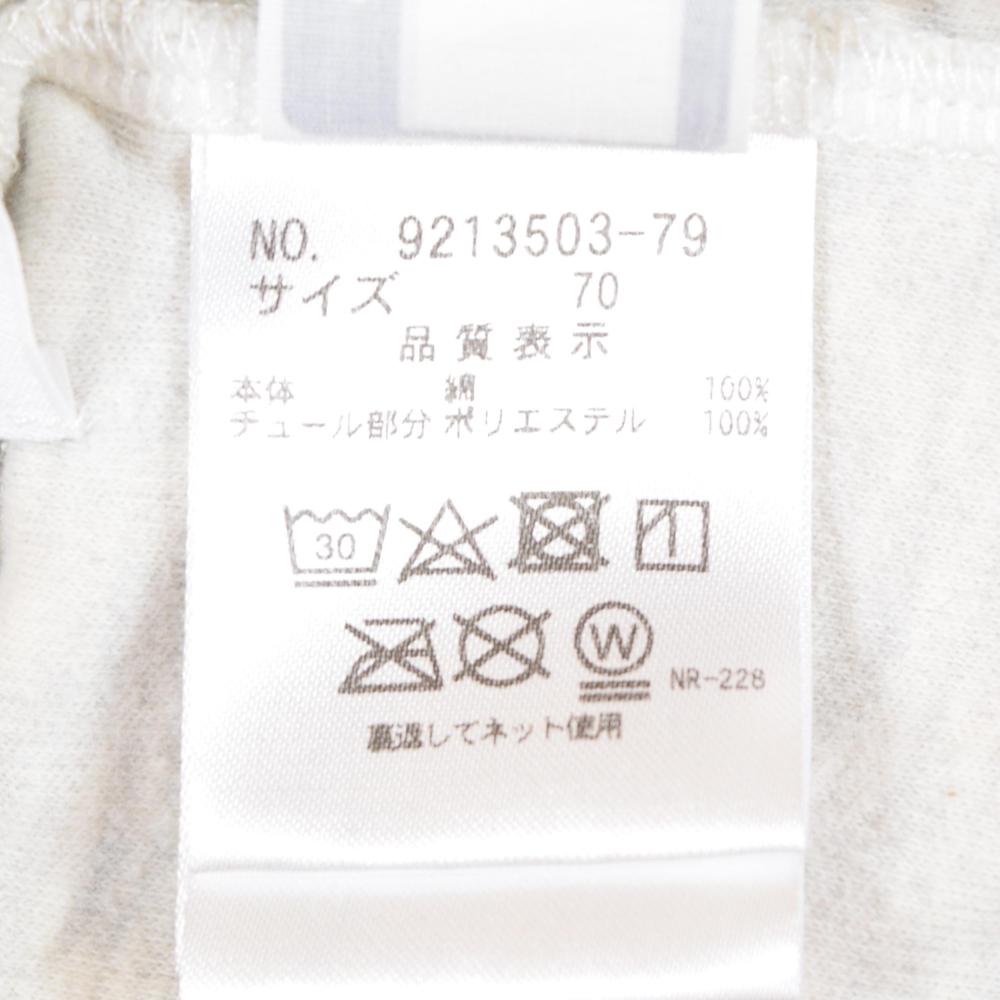 NO. 9213503-79
サイズ 70
品質表示
本体 綿 100%
チュール部分 ポリエステル 100%
30
W NR-228
裏返してネット使用